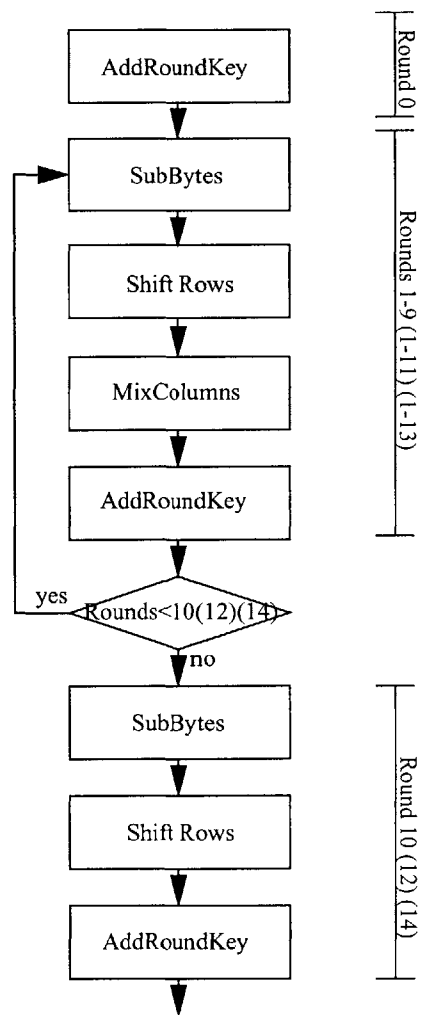 AddRoundKey
Round 0
SubBytes
Shift Rows
MixColumns
AddRoundKey
Rounds 1-9 (1-11) (1-13)
yes
Rounds<10(12)(14)
no
SubBytes
Shift Rows
AddRoundKey
Round 10 (12) (14)